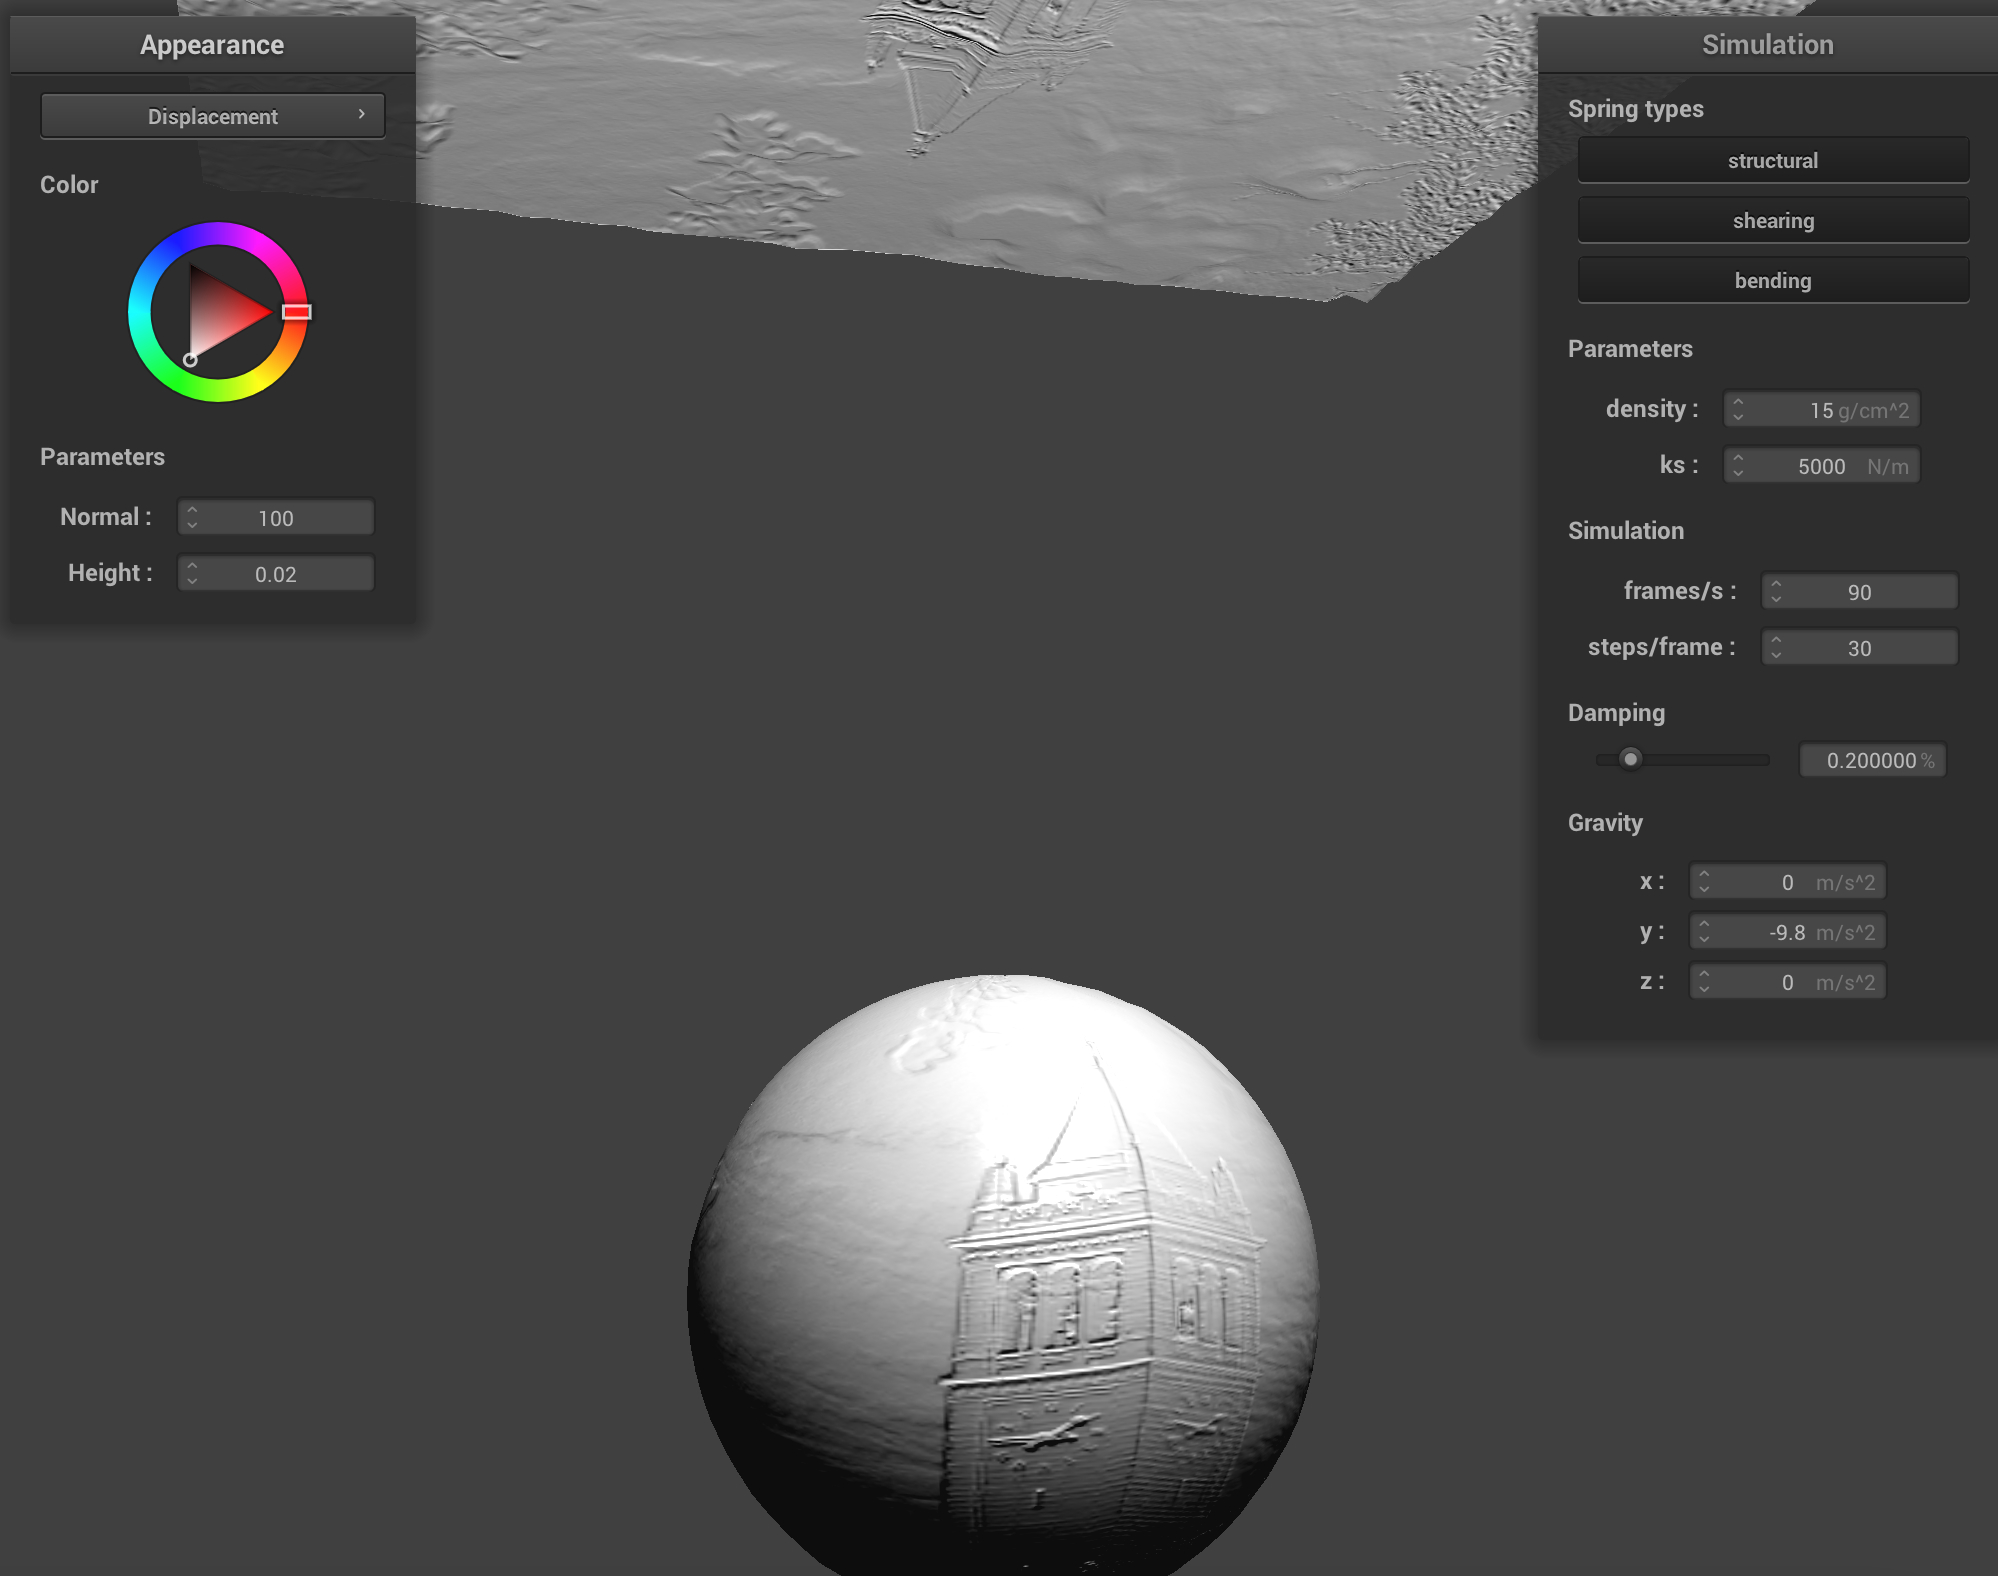 Appearance
Displacement
Color
Parameters
Normal : 100
Height : 0.02
Simulation
Spring types
structural
shearing
bending
Parameters
density : 15 g/cm^2
ks : 5000 N/m
Simulation
frames/s : 90
steps/frame : 30
Damping
0.200000 %
Gravity
x : 0 m/s^2
y : -9.8 m/s^2
z : 0 m/s^2